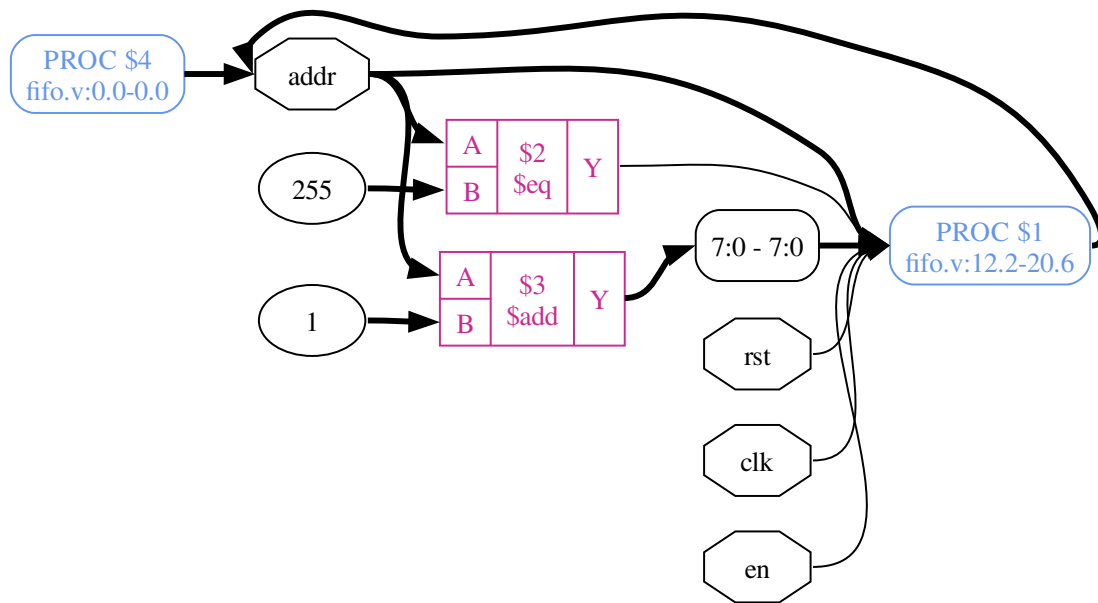 PROC $4
fifo.v:0.0-0.0
addr
255
1
A
B
$2
$eq
Y
A
B
$3
$add
Y
7:0 - 7:0
rst
clk
en
PROC $1
fifo.v:12.2-20.6